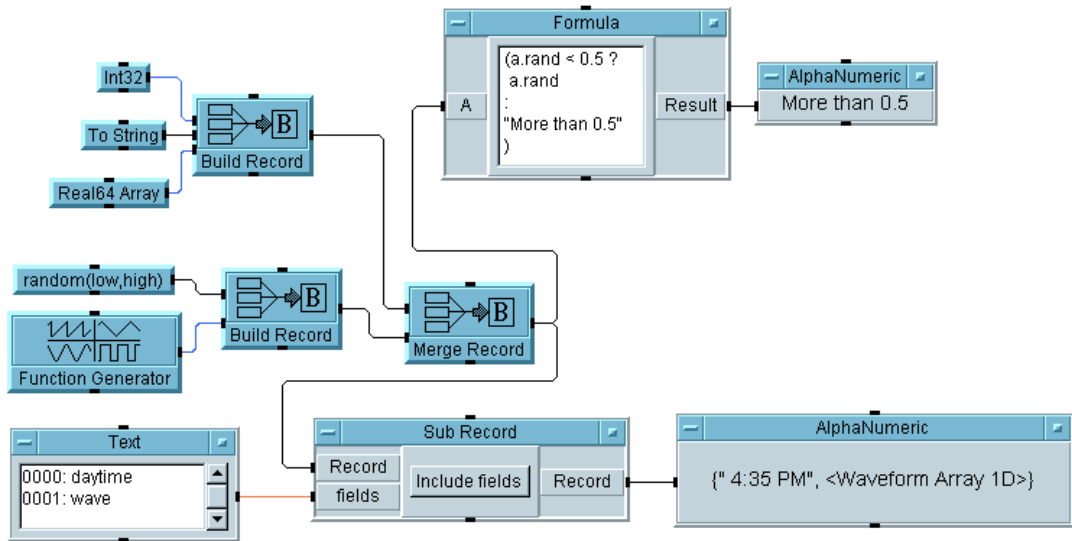 Formula
A
(a.rand < 0.5 ?
a.rand
:
"More than 0.5"
)
Result
AlphaNumeric
More than 0.5
Int32
To String
Real64 Array
B
Build Record
random(low,high)
Function Generator
B
Build Record
B
Merge Record
Text
0000: daytime
0001: wave
Sub Record
Record
fields
Include fields
Record
AlphaNumeric
{" 4:35 PM", <Waveform Array 1D>}